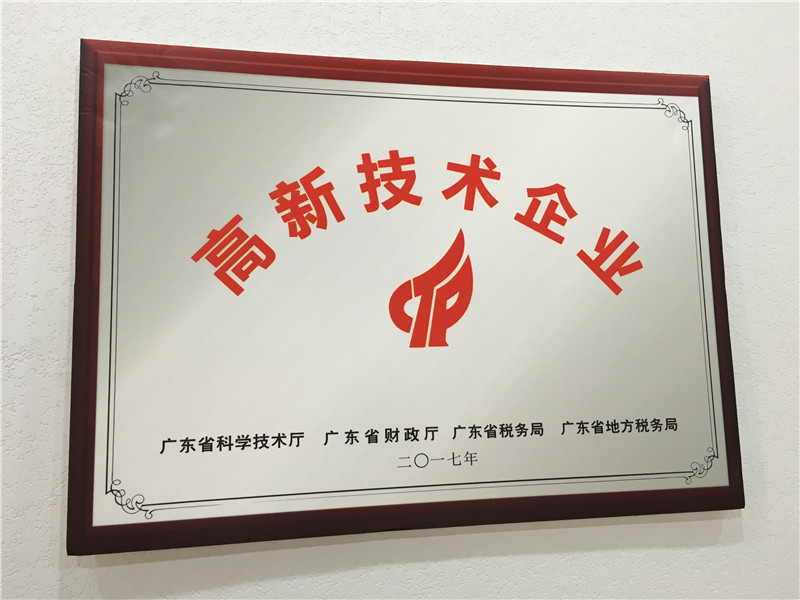 高新技术企业
CTP
广东省科学技术厅 广东省财政厅 广东省税务局 广东省地方税务局
二〇一七年